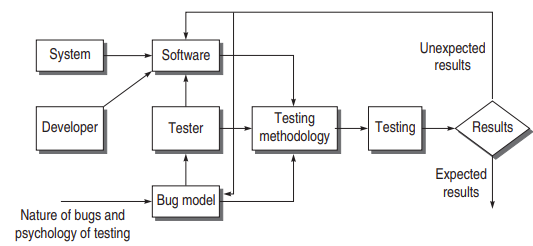 System
Software
Unexpected
results
Developer
Tester
Testing
methodology
Testing
Results
Expected
results
Bug model
Nature of bugs and
psychology of testing